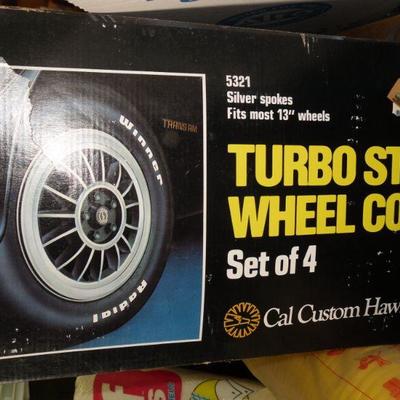 5321
Silver spokes
Fits most 13" wheels
TURBO ST
WHEEL CO
Set of 4
Cal Custom Haw
TRANS AM
Winner
Radial